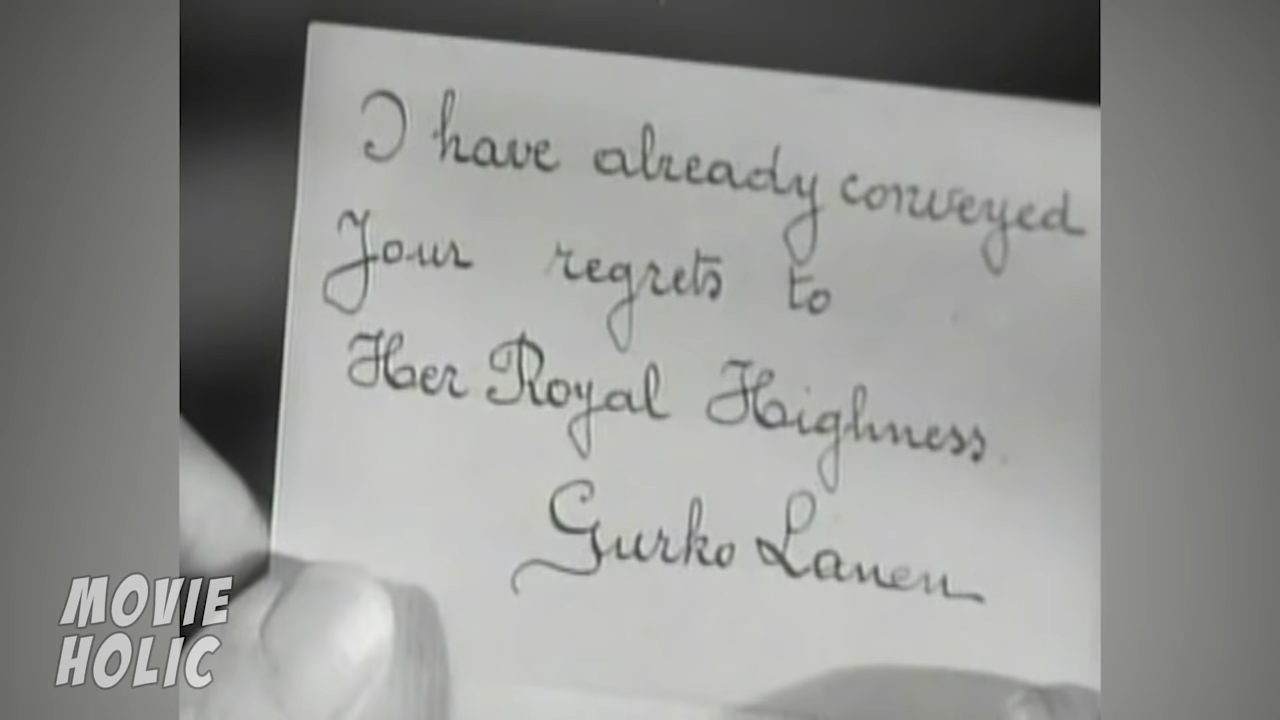 I have already conveyed
Your regrets to
Her Royal Highness.
Gurko Lanen
MOVIE
HOLIC